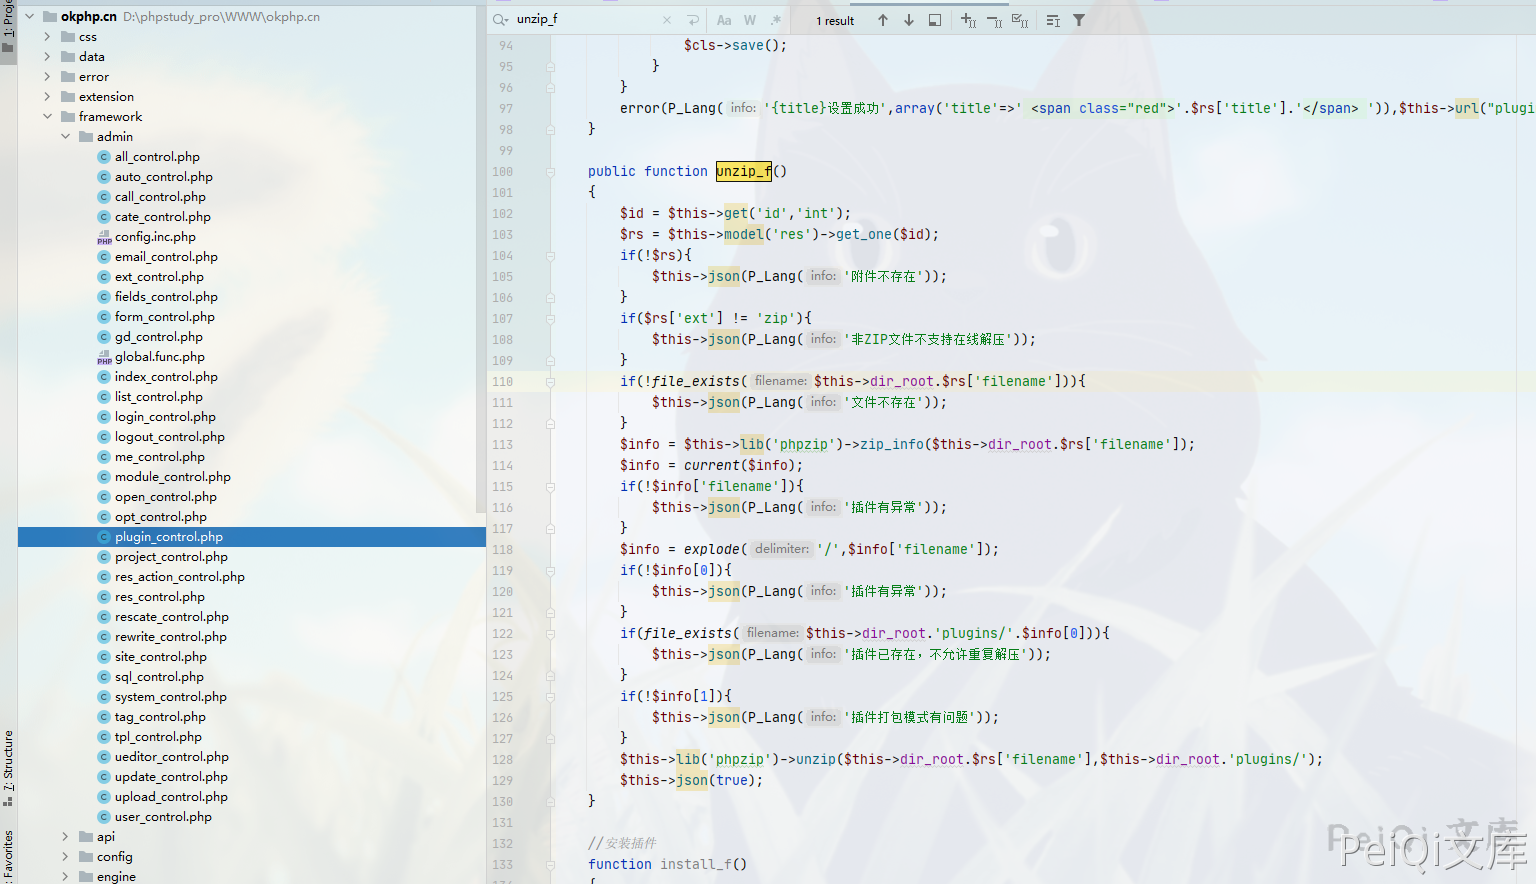 1: Proje
okphp.cn D:\phpstudy_pro\WWW\okphp.cn
css
data
error
extension
framework
admin
all_control.php
auto_control.php
call_control.php
cate_control.php
config.inc.php
email_control.php
ext_control.php
fields_control.php
form_control.php
gd_control.php
global.func.php
index_control.php
list_control.php
login_control.php
logout_control.php
me_control.php
module_control.php
open_control.php
opt_control.php
plugin_control.php
project_control.php
res_action_control.php
res_control.php
rescate_control.php
rewrite_control.php
site_control.php
sql_control.php
system_control.php
tag_control.php
tpl_control.php
ueditor_control.php
update_control.php
upload_control.php
user_control.php
api
config
engine
Z: Structure
Favorites
unzip_f Aa W .* 1 result
94 $cls->save();
95 }
96 }
97 error(P_Lang( info: '{title}设置成功',array('title'=>' <span class="red">'.$rs['title'].'</span> ')),$this->url("plugi
98 }
99
100 public function unzip_f()
101 {
102 $id = $this->get('id','int');
103 $rs = $this->model('res')->get_one($id);
104 if(!$rs){
105 $this->json(P_Lang( info: '附件不存在'));
106 }
107 if($rs['ext'] != 'zip'){
108 $this->json(P_Lang( info: '非ZIP文件不支持在线解压'));
109 }
110 if(!file_exists( filename: $this->dir_root.$rs['filename'])){
111 $this->json(P_Lang( info: '文件不存在'));
112 }
113 $info = $this->lib('phpzip')->zip_info($this->dir_root.$rs['filename']);
114 $info = current($info);
115 if(!$info['filename']){
116 $this->json(P_Lang( info: '插件有异常'));
117 }
118 $info = explode( delimiter: '/',$info['filename']);
119 if(!$info[0]){
120 $this->json(P_Lang( info: '插件有异常'));
121 }
122 if(file_exists( filename: $this->dir_root.'plugins/'.$info[0])){
123 $this->json(P_Lang( info: '插件已存在，不允许重复解压'));
124 }
125 if(!$info[1]){
126 $this->json(P_Lang( info: '插件打包模式有问题'));
127 }
128 $this->lib('phpzip')->unzip($this->dir_root.$rs['filename'],$this->dir_root.'plugins/');
129 $this->json(true);
130 }
131
132 //安装插件
133 function install_f()
PeiQi 文库
PeiQi文库